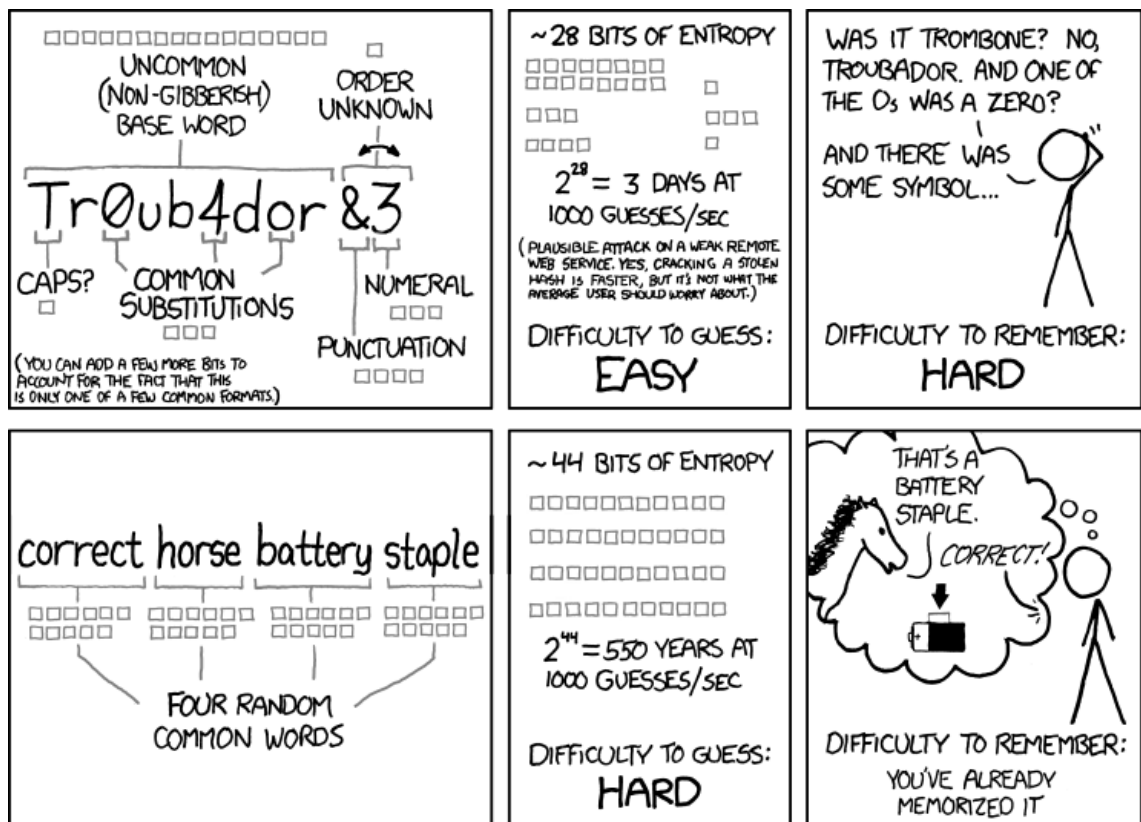 UNCOMMON
(NON-GIBBERISH)
BASE WORD
ORDER
UNKNOWN
Tr0ub4dor &3
CAPS?
COMMON
SUBSTITUTIONS
NUMERAL
PUNCTUATION
(YOU CAN ADD A FEW MORE BITS TO
ACCOUNT FOR THE FACT THAT THIS
IS ONLY ONE OF A FEW COMMON FORMATS.)
~28 BITS OF ENTROPY
2^28 = 3 DAYS AT
1000 GUESSES/SEC
(PLAUSIBLE ATTACK ON A WEAK REMOTE
WEB SERVICE. YES, CRACKING A STOLEN
HASH IS FASTER, BUT IT'S NOT WHAT THE
AVERAGE USER SHOULD WORRY ABOUT.)
DIFFICULTY TO GUESS:
EASY
WAS IT TROMBONE? NO,
TROUBADOR. AND ONE OF
THE Os WAS A ZERO?
AND THERE WAS
SOME SYMBOL...
DIFFICULTY TO REMEMBER:
HARD
correct horse battery staple
FOUR RANDOM
COMMON WORDS
~44 BITS OF ENTROPY
2^44 = 550 YEARS AT
1000 GUESSES/SEC
DIFFICULTY TO GUESS:
HARD
THAT'S A
BATTERY
STAPLE.
CORRECT!
+
DIFFICULTY TO REMEMBER:
YOU'VE ALREADY
MEMORIZED IT